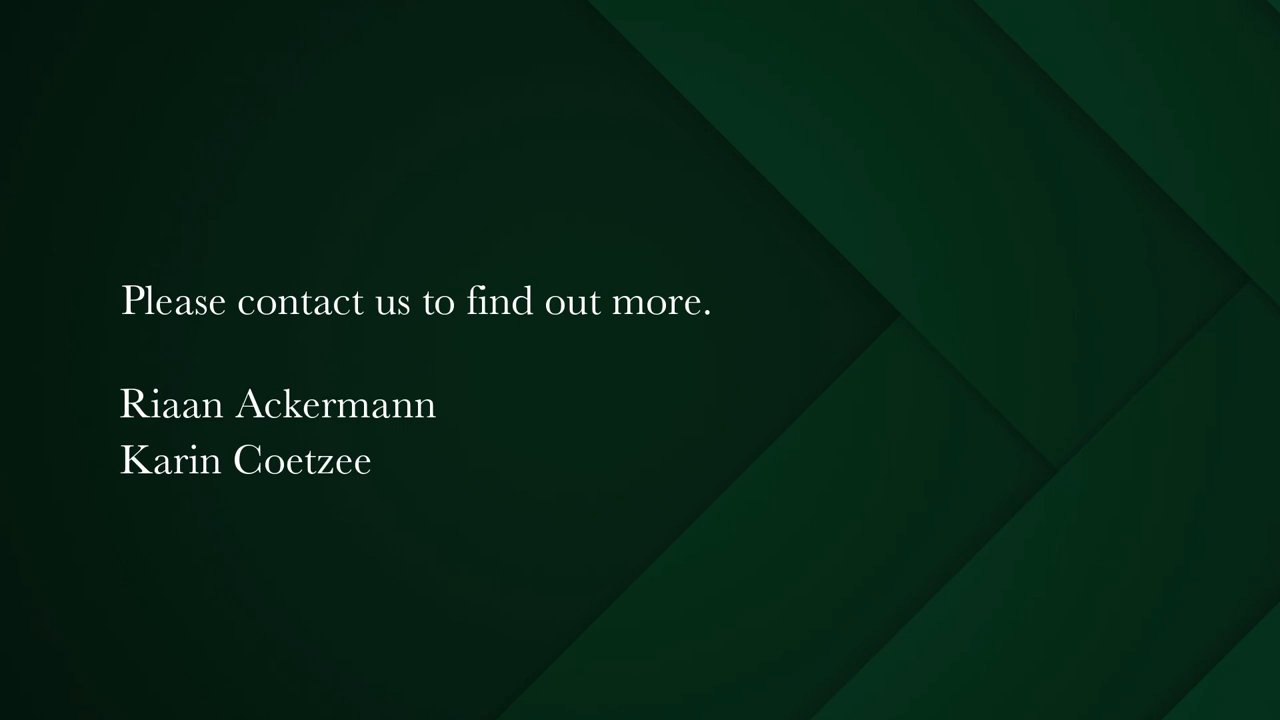 Please contact us to find out more.
Riaan Ackermann
Karin Coetzee